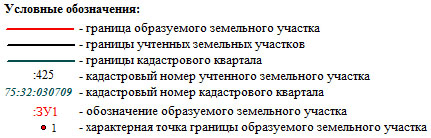 Условные обозначения:
- граница образуемого земельного участка
- границы учтенных земельных участков
- границы кадастрового квартала
:425 - кадастровый номер учтенного земельного участка
75:32:030709 - кадастровый номер кадастрового квартала
:ЗУ1 - обозначение образуемого земельного участка
1 - характерная точка границы образуемого земельного участка